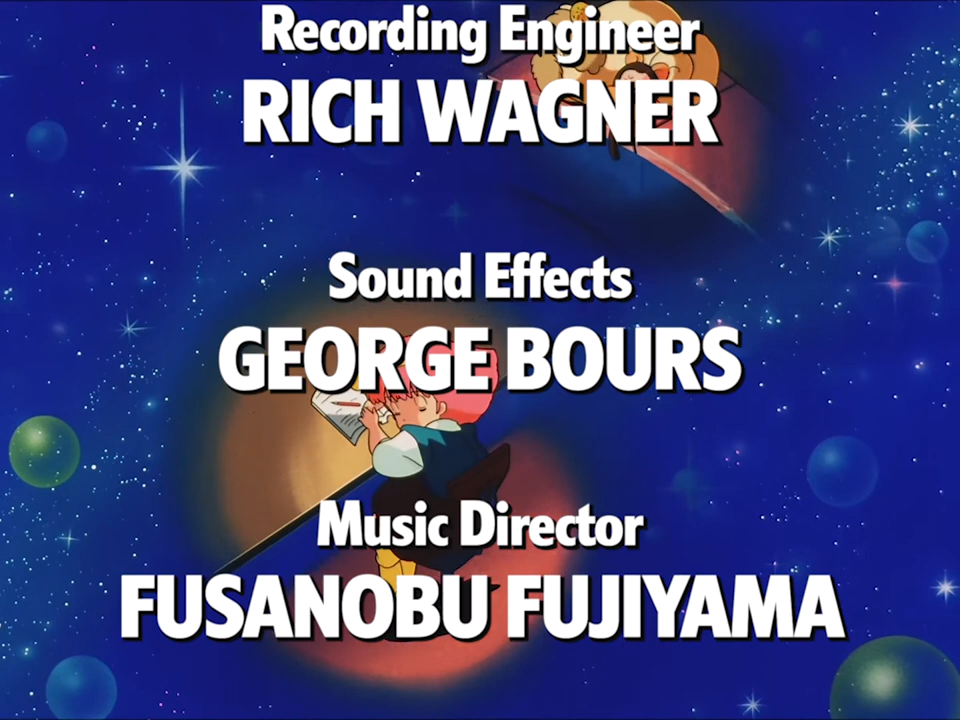 Recording Engineer
RICH WAGNER
Sound Effects
GEORGE BOURS
Music Director
FUSANOBU FUJIYAMA